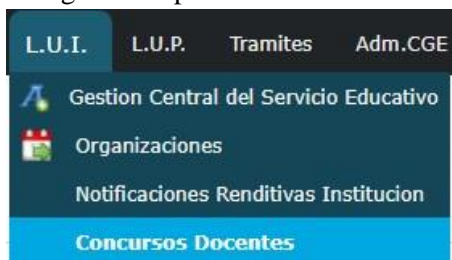 L.U.I. L.U.P. Tramites Adm.CGE
Gestion Central del Servicio Educativo
Organizaciones
Notificaciones Renditivas Institucion
Concursos Docentes